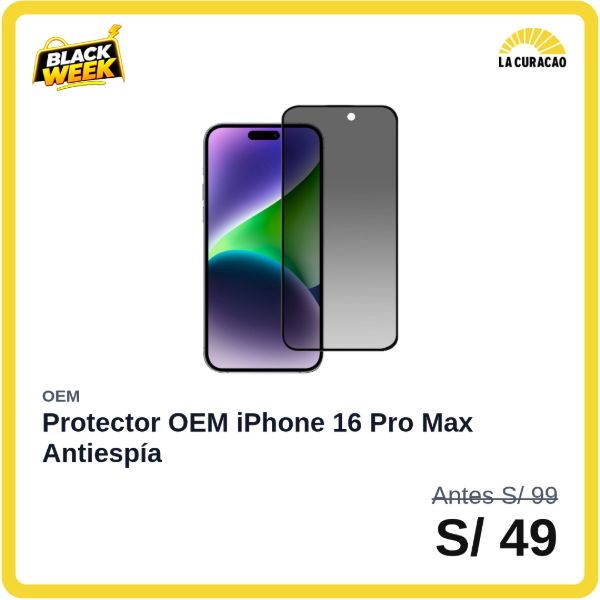 BLACK
WEEK
LA CURACAO
OEM
Protector OEM iPhone 16 Pro Max
Antiespía
Antes S/ 99
S/ 49